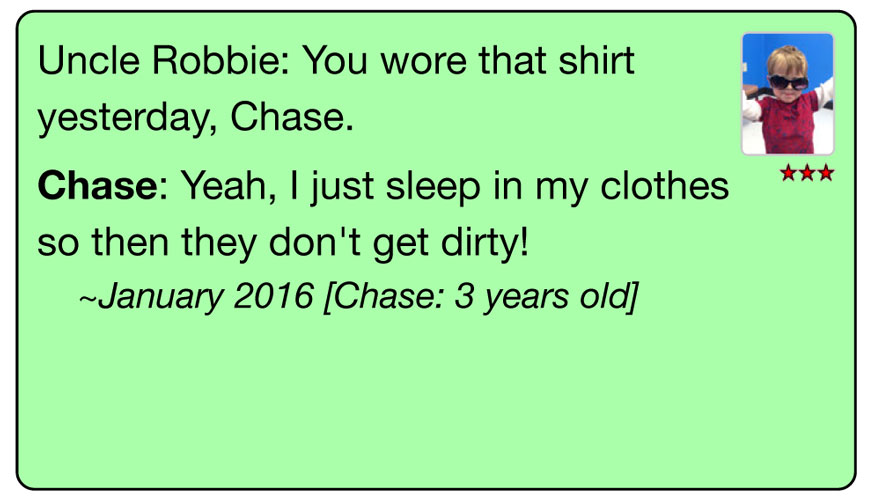 Uncle Robbie: You wore that shirt
yesterday, Chase.
Chase: Yeah, I just sleep in my clothes
so then they don't get dirty!
~January 2016 [Chase: 3 years old]